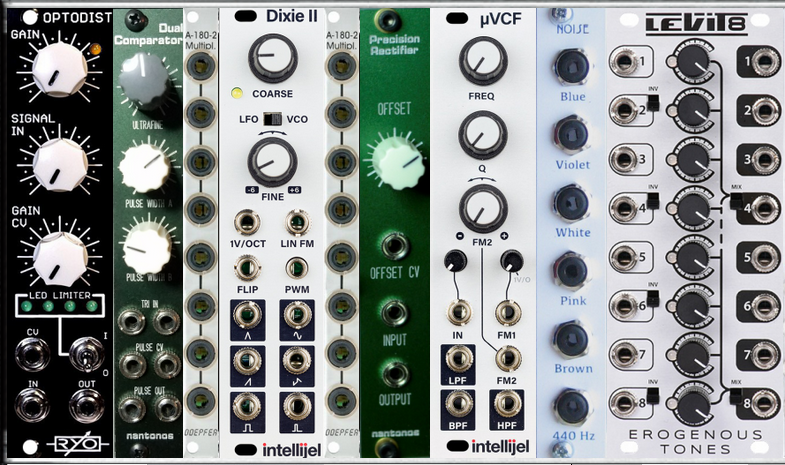 OPTODIST
GAIN
SIGNAL
IN
GAIN
CV
LED LIMITER
I
CV
O
IN
OUT
RYO
Dual
Comparator
ULTRAFINE
PULSE WIDTH A
PULSE WIDTH B
TRI IN
PULSE CV
PULSE OUT
nantonos
A-180-2
Multipl.
DOEPFER
Dixie II
COARSE
LFO
VCO
-6
+6
FINE
1V/OCT
LIN FM
FLIP
PWM
intellijel
A-180-2
Multipl.
DOEPFER
Precision
Rectifier
OFFSET
OFFSET CV
INPUT
OUTPUT
nantonos
µVCF
FREQ
Q
FM2
1V/O
IN
FM1
LPF
FM2
BPF
HPF
intellijel
NOISE
Blue
Violet
White
Pink
Brown
440 Hz
LEVIT8
1
1
INV
2
2
3
3
INV
MIX
4
4
5
5
INV
6
6
7
7
INV
MIX
8
8
EROGENOUS
TONES